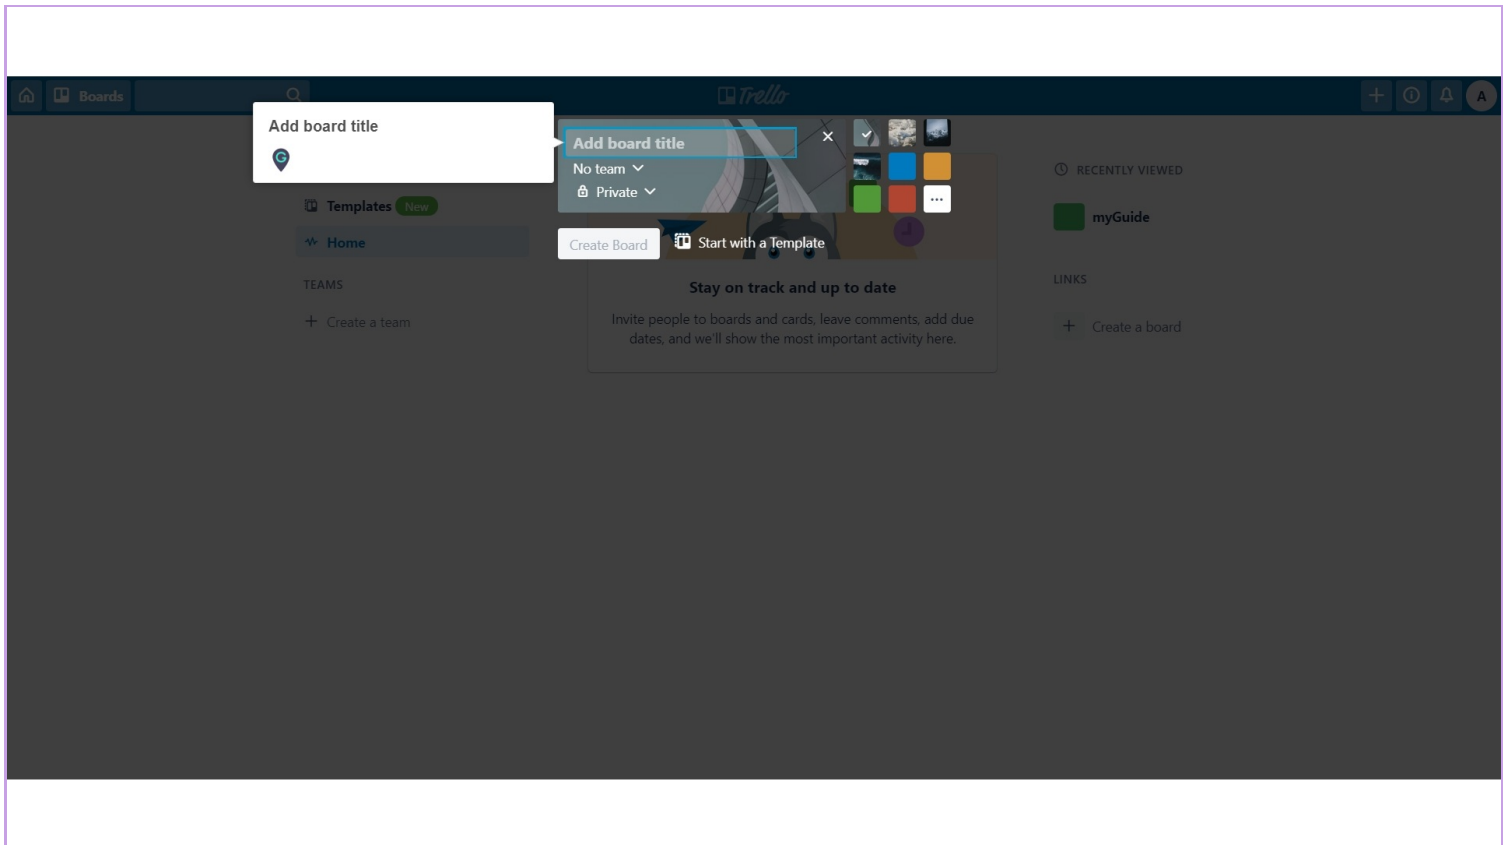 Boards
Trello
A
Add board title
Add board title
No team
Private
Templates New
Home
Create Board
Start with a Template
TEAMS
Create a team
Stay on track and up to date
Invite people to boards and cards, leave comments, add due
dates, and we'll show the most important activity here.
RECENTLY VIEWED
myGuide
LINKS
Create a board